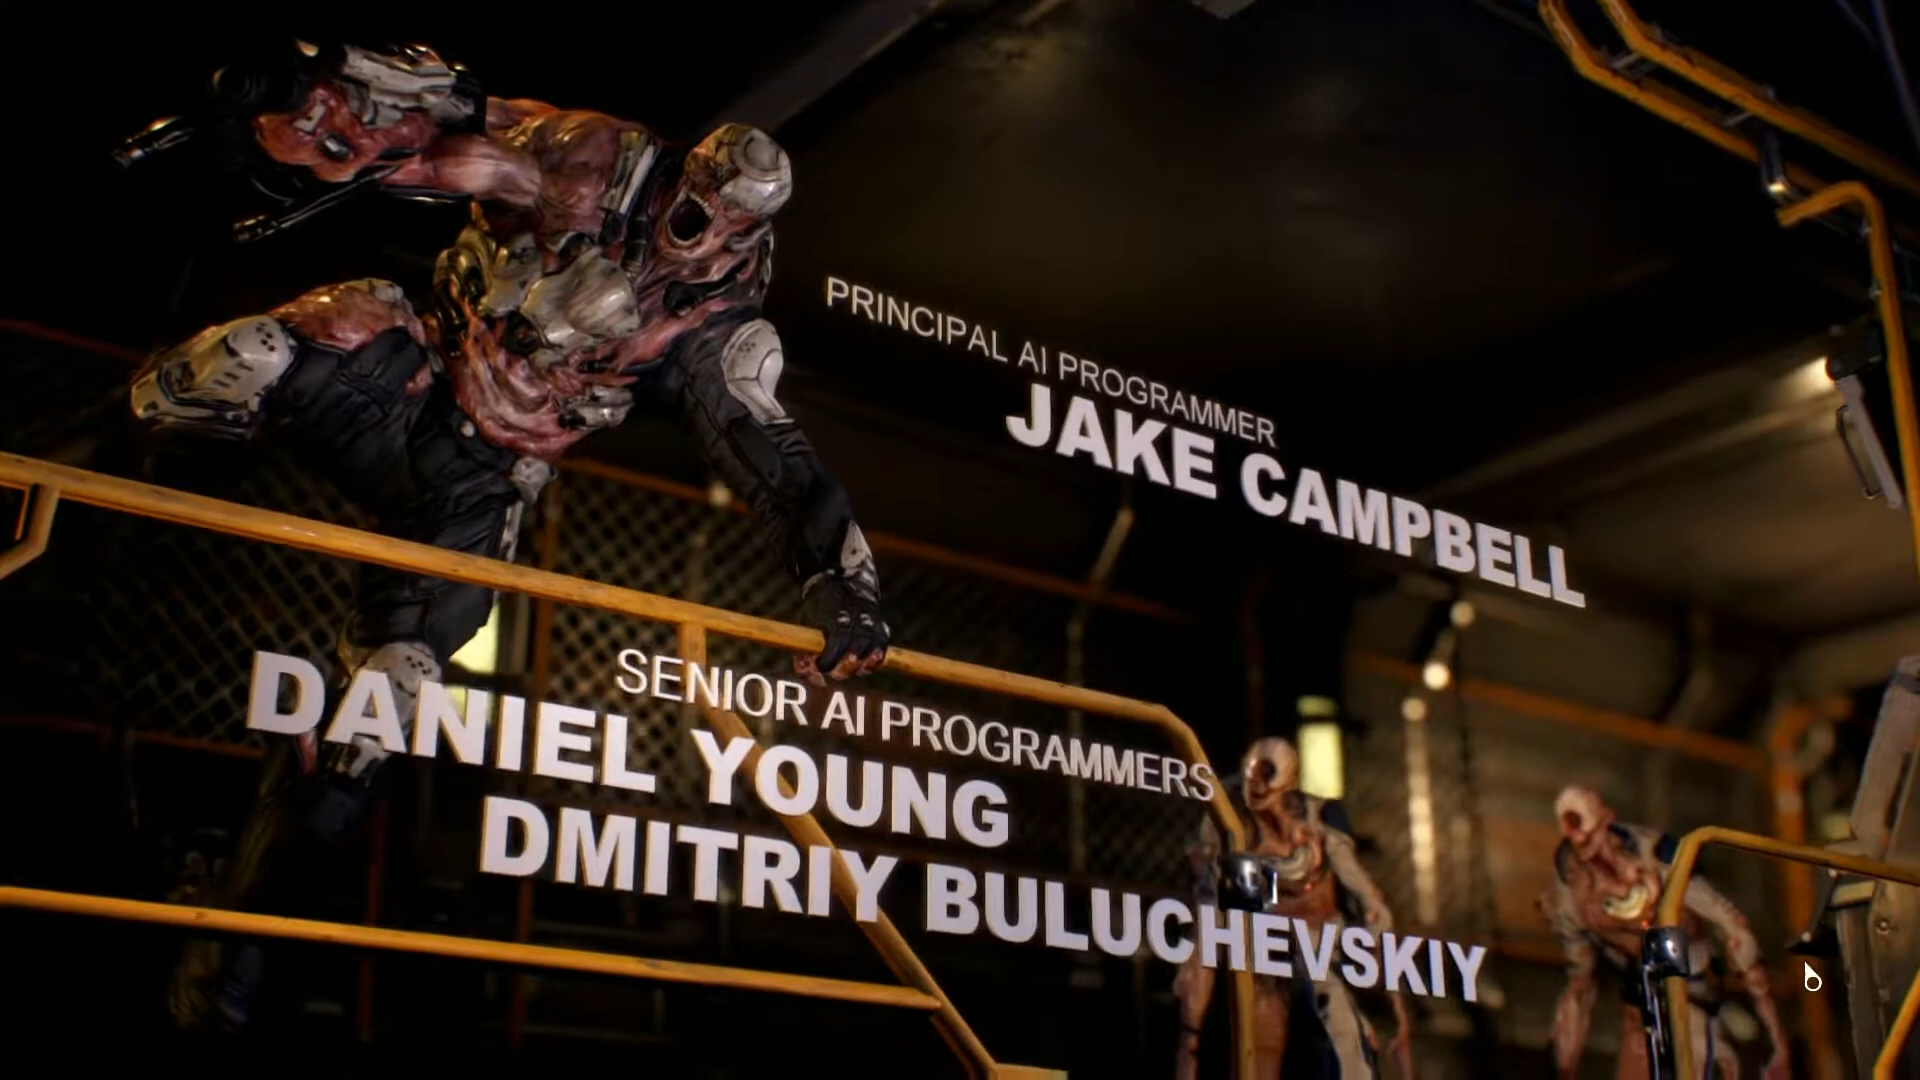 PRINCIPAL AI PROGRAMMER
JAKE CAMPBELL
SENIOR AI PROGRAMMERS
DANIEL YOUNG
DMITRIY BULUCHEVSKIY